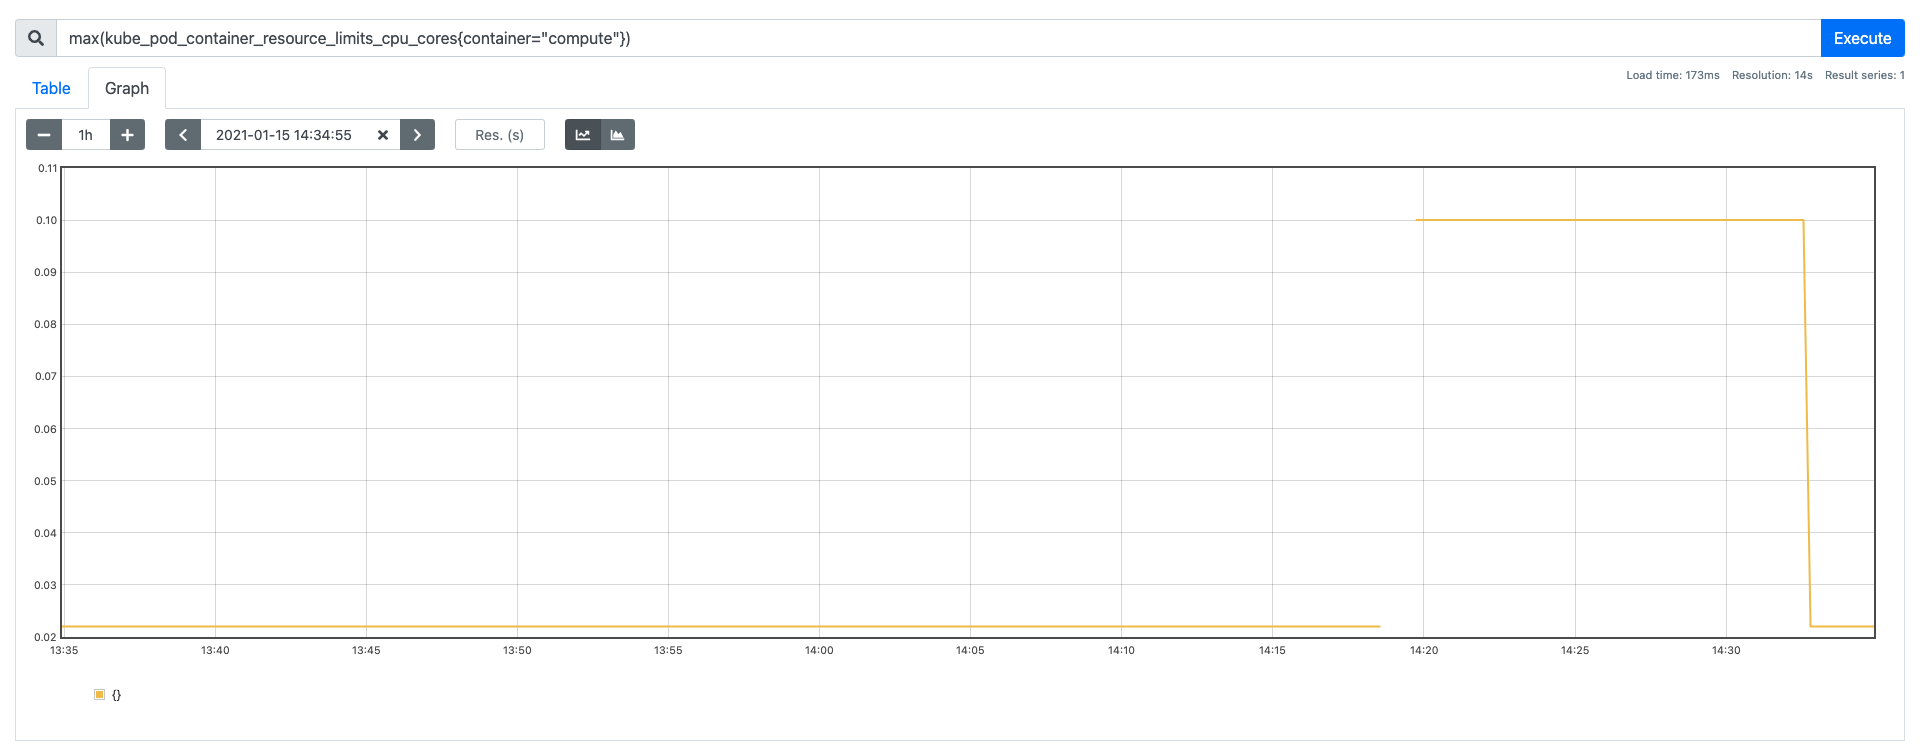 max(kube_pod_container_resource_limits_cpu_cores{container="compute"})
Execute
Table
Graph
Load time: 173ms Resolution: 14s Result series: 1
1h
2021-01-15 14:34:55
Res. (s)
0.11
0.10
0.09
0.08
0.07
0.06
0.05
0.04
0.03
0.02
13:35 13:40 13:45 13:50 13:55 14:00 14:05 14:10 14:15 14:20 14:25 14:30
{}